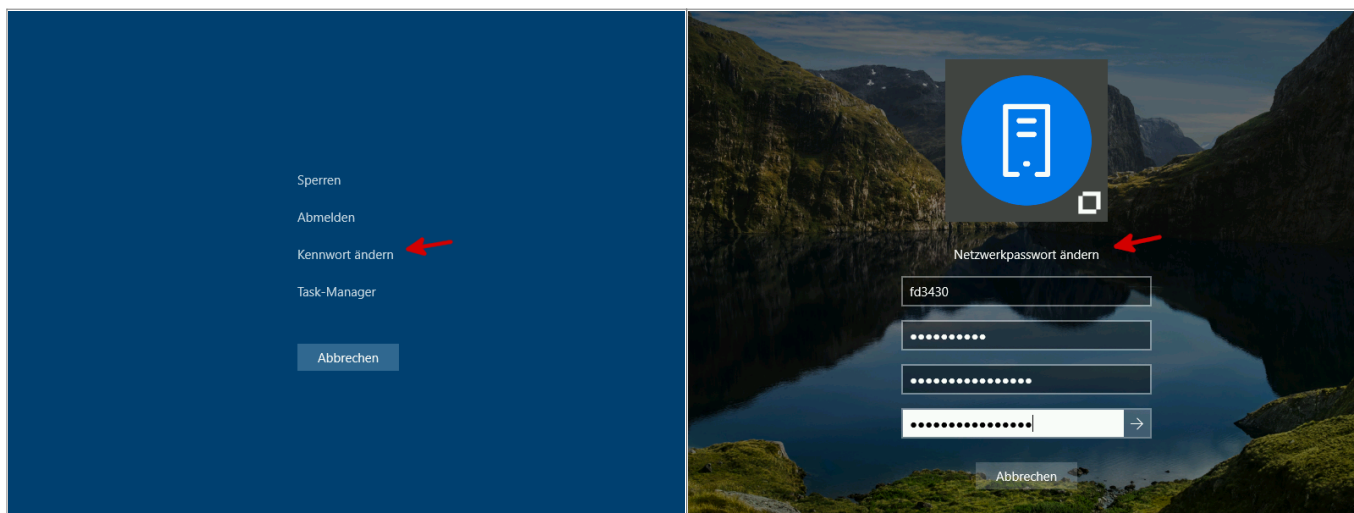 Sperren
Abmelden
Kennwort ändern
Task-Manager
Abbrechen
Netzwerkpasswort ändern
fd3430
••••••••••
••••••••••••••••
••••••••••••••••
Abbrechen